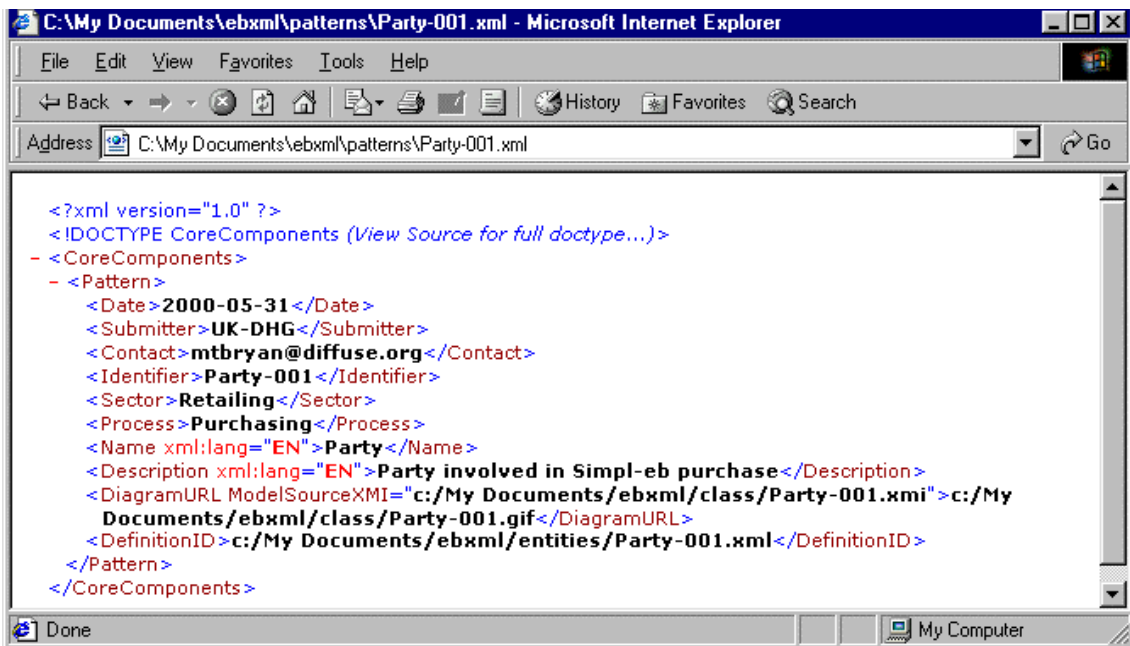 C:\My Documents\ebxml\patterns\Party-001.xml - Microsoft Internet Explorer
File Edit View Favorites Tools Help
Back History Favorites Search
Address C:\My Documents\ebxml\patterns\Party-001.xml Go
<?xml version="1.0" ?>
<!DOCTYPE CoreComponents (View Source for full doctype...)>
- <CoreComponents>
- <Pattern>
<Date>2000-05-31</Date>
<Submitter>UK-DHG</Submitter>
<Contact>mtbryan@diffuse.org</Contact>
<Identifier>Party-001</Identifier>
<Sector>Retailing</Sector>
<Process>Purchasing</Process>
<Name xml:lang="EN">Party</Name>
<Description xml:lang="EN">Party involved in Simpl-eb purchase</Description>
<DiagramURL ModelSourceXMI="c:/My Documents/ebxml/class/Party-001.xmi">c:/My
Documents/ebxml/class/Party-001.gif</DiagramURL>
<DefinitionID>c:/My Documents/ebxml/entities/Party-001.xml</DefinitionID>
</Pattern>
</CoreComponents>
Done My Computer